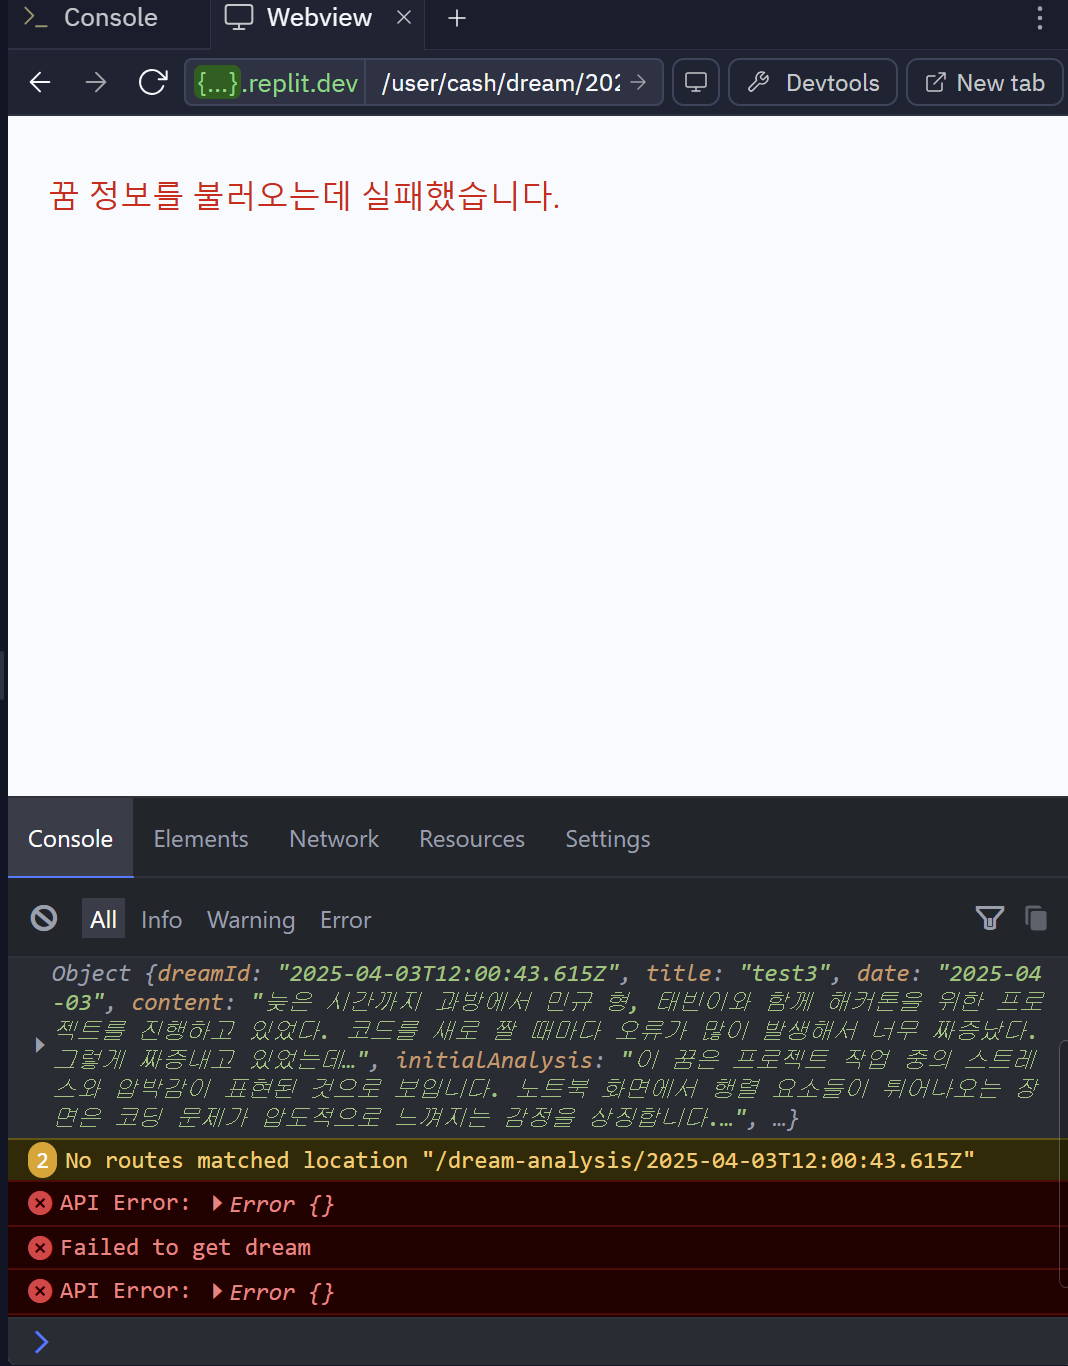 Console Webview
{...}.replit.dev /user/cash/dream/202 Devtools New tab
꿈 정보를 불러오는데 실패했습니다.
Console Elements Network Resources Settings
All Info Warning Error
Object {dreamId: "2025-04-03T12:00:43.615Z", title: "test3", date: "2025-04
-03", content: "늦은 시간까지 과방에서 민규 형, 태빈이와 함께 해커톤을 위한 프로
젝트를 진행하고 있었다. 코드를 새로 짤 때마다 오류가 많이 발생해서 너무 짜증났다.
그렇게 짜증내고 있었는데…", initialAnalysis: "이 꿈은 프로젝트 작업 중의 스트레
스와 압박감이 표현된 것으로 보입니다. 노트북 화면에서 행렬 요소들이 튀어나오는 장
면은 코딩 문제가 압도적으로 느껴지는 감정을 상징합니다.…", …}
2 No routes matched location "/dream-analysis/2025-04-03T12:00:43.615Z"
API Error: Error {}
Failed to get dream
API Error: Error {}